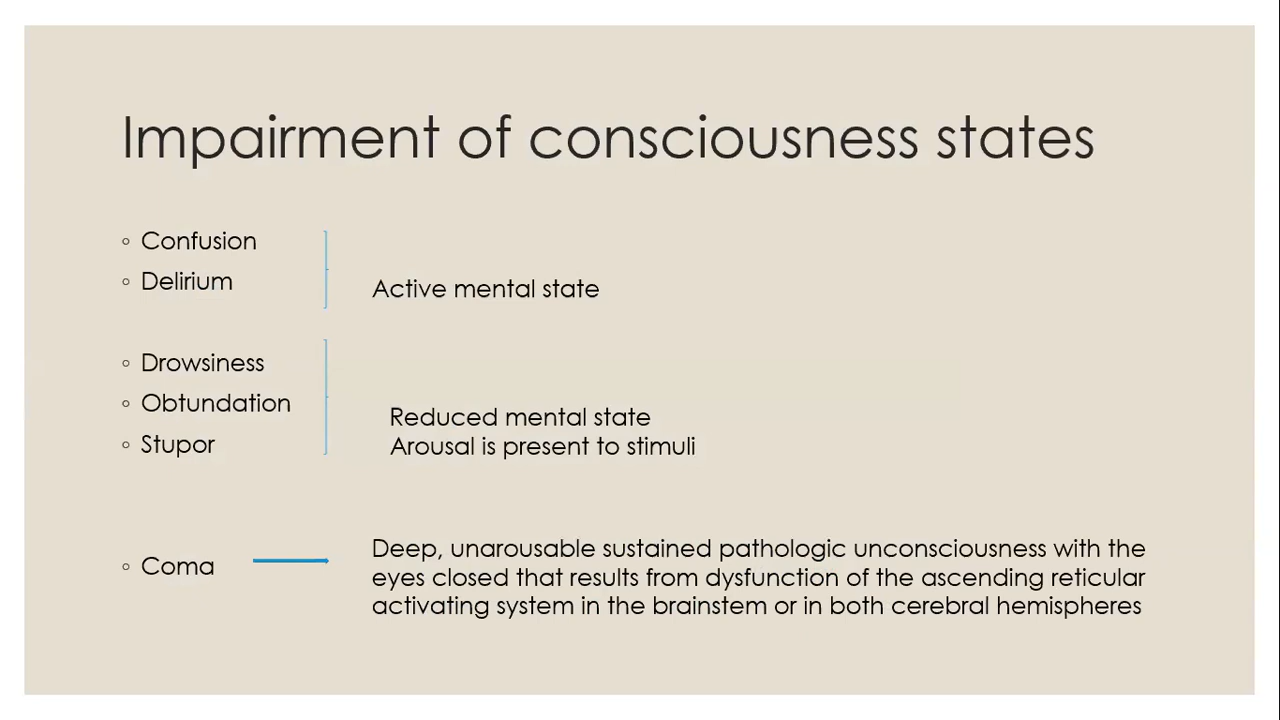 Impairment of consciousness states
◦ Confusion
◦ Delirium
Active mental state
◦ Drowsiness
◦ Obtundation
◦ Stupor
Reduced mental state
Arousal is present to stimuli
◦ Coma
Deep, unarousable sustained pathologic unconsciousness with the
eyes closed that results from dysfunction of the ascending reticular
activating system in the brainstem or in both cerebral hemispheres